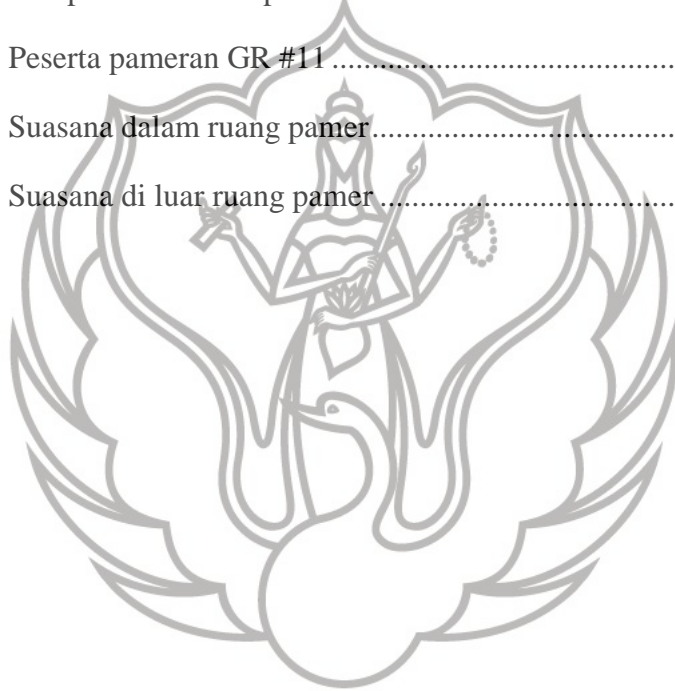 Peserta pameran GR #11 ........................................
Suasana dalam ruang pamer....................................
Suasana di luar ruang pamer ...................................